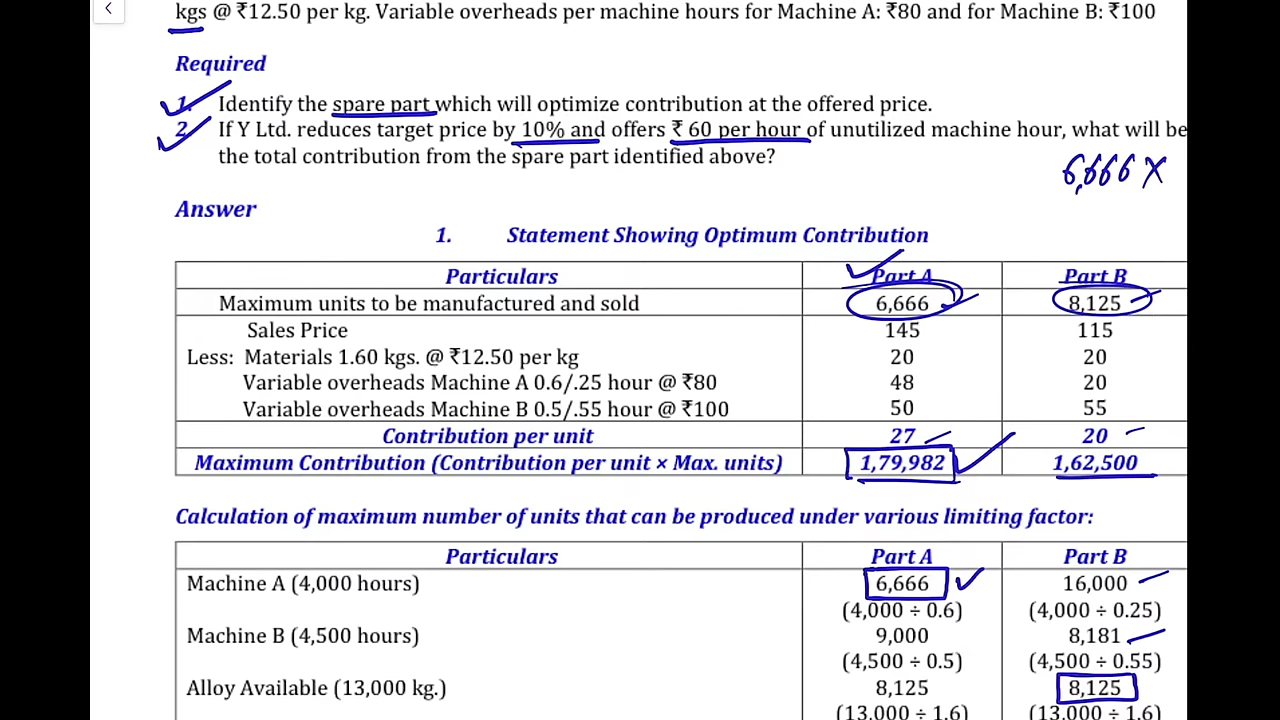 kgs @ ₹12.50 per kg. Variable overheads per machine hours for Machine A: ₹80 and for Machine B: ₹100
Required
1. Identify the spare part which will optimize contribution at the offered price.
2. If Y Ltd. reduces target price by 10% and offers ₹ 60 per hour of unutilized machine hour, what will be
the total contribution from the spare part identified above?
6,666 x
Answer
1. Statement Showing Optimum Contribution
Particulars Part A Part B
Maximum units to be manufactured and sold 6,666 8,125
Sales Price 145 115
Less: Materials 1.60 kgs. @ ₹12.50 per kg 20 20
Variable overheads Machine A 0.6/.25 hour @ ₹80 48 20
Variable overheads Machine B 0.5/.55 hour @ ₹100 50 55
Contribution per unit 27 20
Maximum Contribution (Contribution per unit × Max. units) 1,79,982 1,62,500
Calculation of maximum number of units that can be produced under various limiting factor:
Particulars Part A Part B
Machine A (4,000 hours) 6,666 16,000
(4,000 ÷ 0.6) (4,000 ÷ 0.25)
Machine B (4,500 hours) 9,000 8,181
(4,500 ÷ 0.5) (4,500 ÷ 0.55)
Alloy Available (13,000 kg.) 8,125 8,125
(13,000 ÷ 1.6) (13,000 ÷ 1.6)